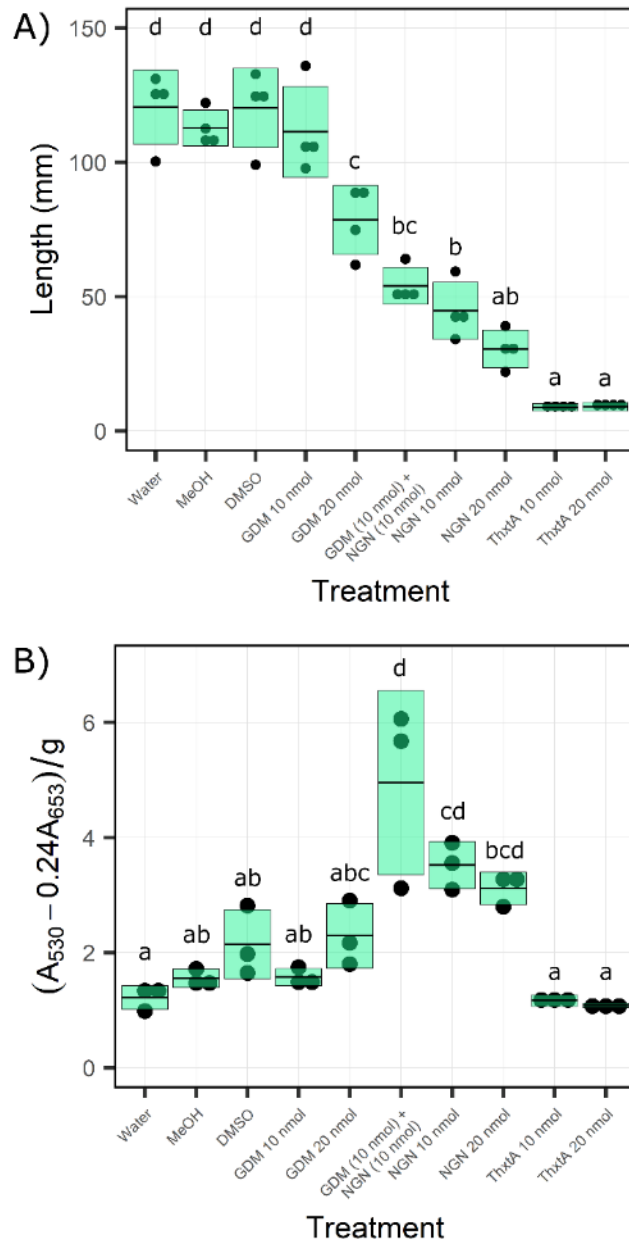 A)
150
100
50
0
Length (mm)
d d d d c bc b ab a a
Water
MeOH
DMSO
GDM 10 nmol
GDM 20 nmol
GDM (10 nmol) +
NGN (10 nmol)
NGN 10 nmol
NGN 20 nmol
ThxtA 10 nmol
ThxtA 20 nmol
Treatment
B)
6
4
2
0
(A₅₃₀ − 0.24A₆₅₃)/g
a ab ab ab abc d cd bcd a a
Water
MeOH
DMSO
GDM 10 nmol
GDM 20 nmol
GDM (10 nmol) +
NGN (10 nmol)
NGN 10 nmol
NGN 20 nmol
ThxtA 10 nmol
ThxtA 20 nmol
Treatment